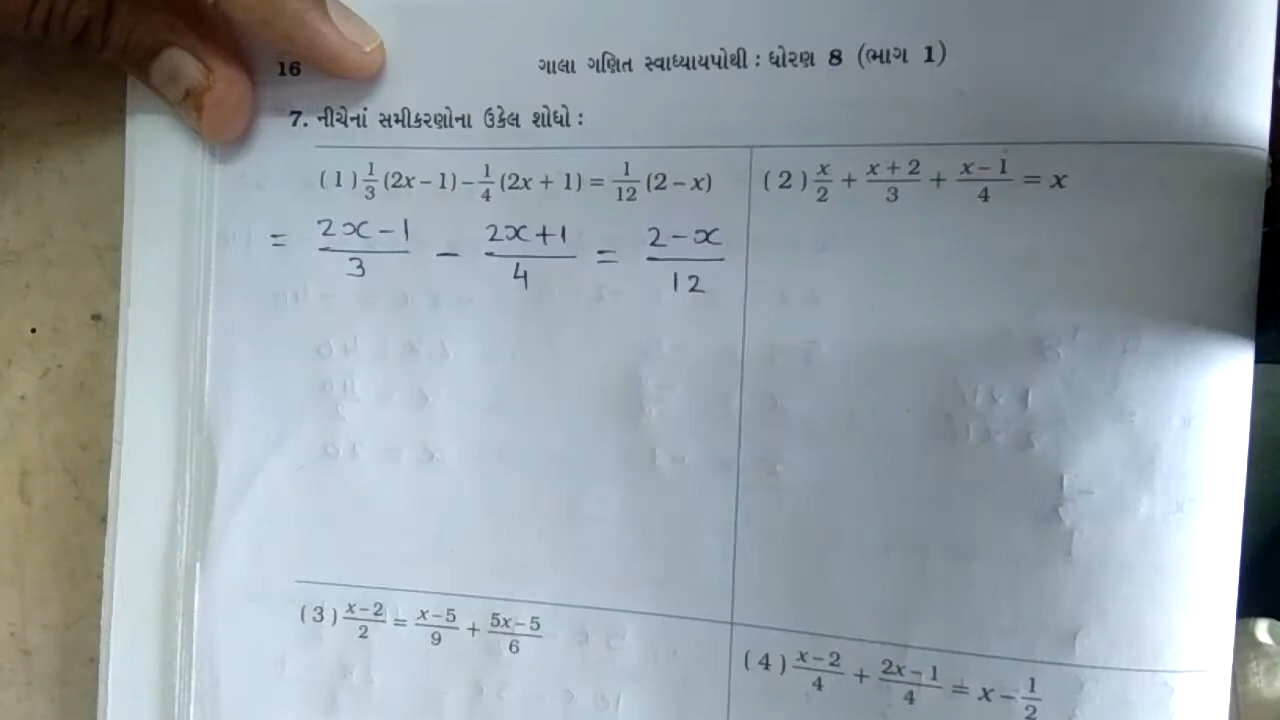 16
ગાલા ગણિત સ્વાધ્યાયપોથી : ધોરણ 8 (ભાગ 1)
7. નીચેનાં સમીકરણોના ઉકેલ શોધો :
(1) 1/3 (2x – 1) – 1/4 (2x + 1) = 1/12 (2 – x)
= 2x – 1/3 – 2x + 1/4 = 2 – x/12
(2) x/2 + x + 2/3 + x – 1/4 = x
(3) x – 2/2 = x – 5/9 + 5x – 5/6
(4) x – 2/4 + 2x – 1/4 = x – 1/2